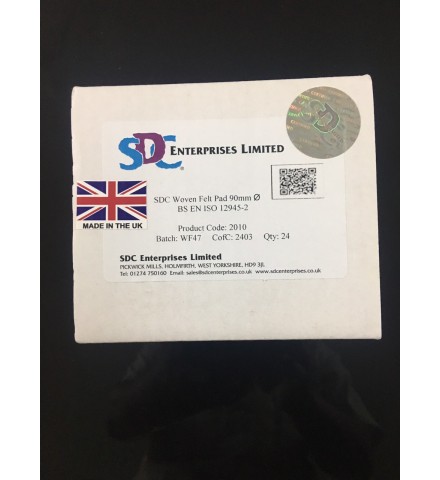 SDC ENTERPRISES LIMITED
SDC Woven Felt Pad 90mm Ø
BS EN ISO 12945-2
MADE IN THE UK
Product Code: 2010
Batch: WF47 CofC: 2403 Qty: 24
SDC Enterprises Limited
PICKWICK MILLS, HOLMFIRTH, WEST YORKSHIRE, HD9 3JL
Tel: 01274 750160 Email: sales@sdcenterprises.co.uk www.sdcenterprises.co.uk